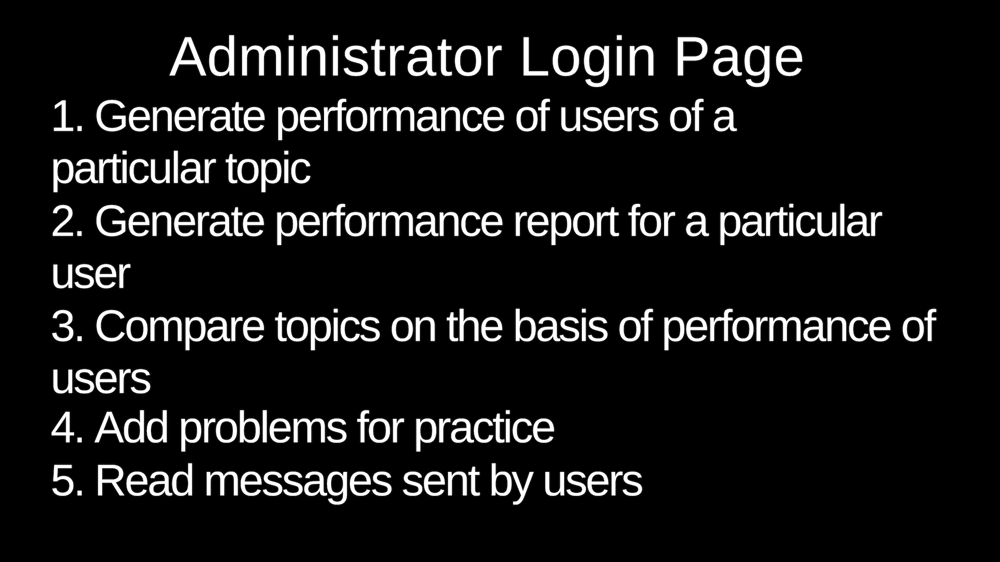 Administrator Login Page
1. Generate performance of users of a
particular topic
2. Generate performance report for a particular
user
3. Compare topics on the basis of performance of
users
4. Add problems for practice
5. Read messages sent by users